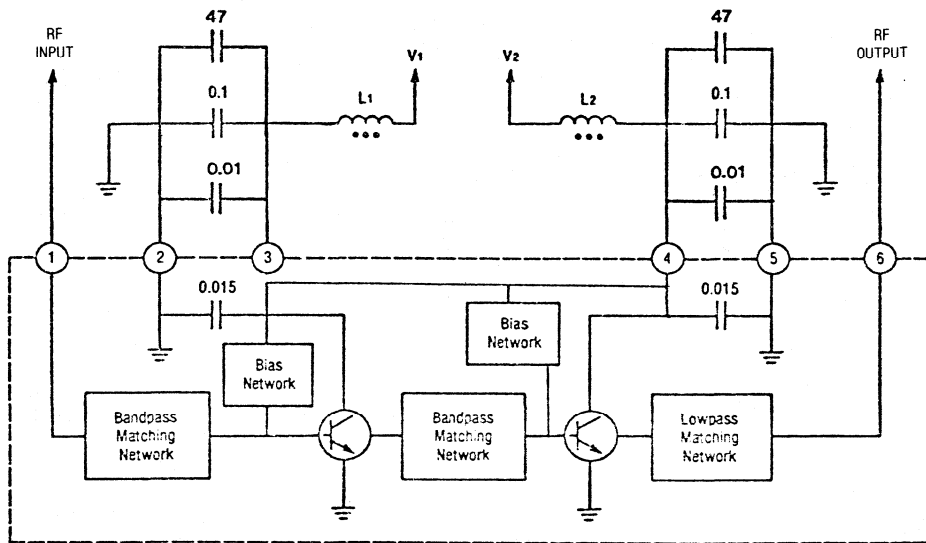 RF
INPUT
47
V1
V2
47
RF
OUTPUT
0.1
L1
L2
0.1
0.01
0.01
1
2
3
4
5
6
0.015
0.015
Bias
Network
Bias
Network
Bandpass
Matching
Network
Bandpass
Matching
Network
Lowpass
Matching
Network